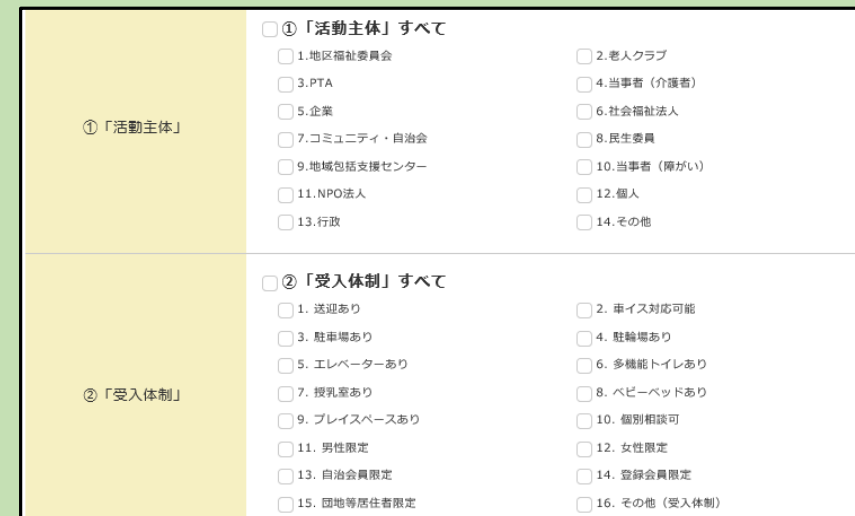 ①「活動主体」
①「活動主体」すべて
1.地区福祉委員会
2.老人クラブ
3.PTA
4.当事者（介護者）
5.企業
6.社会福祉法人
7.コミュニティ・自治会
8.民生委員
9.地域包括支援センター
10.当事者（障がい）
11.NPO法人
12.個人
13.行政
14.その他
②「受入体制」
②「受入体制」すべて
1. 送迎あり
2. 車イス対応可能
3. 駐車場あり
4. 駐輪場あり
5. エレベーターあり
6. 多機能トイレあり
7. 授乳室あり
8. ベビーベッドあり
9. プレイスペースあり
10. 個別相談可
11. 男性限定
12. 女性限定
13. 自治会員限定
14. 登録会員限定
15. 団地等居住者限定
16. その他（受入体制）